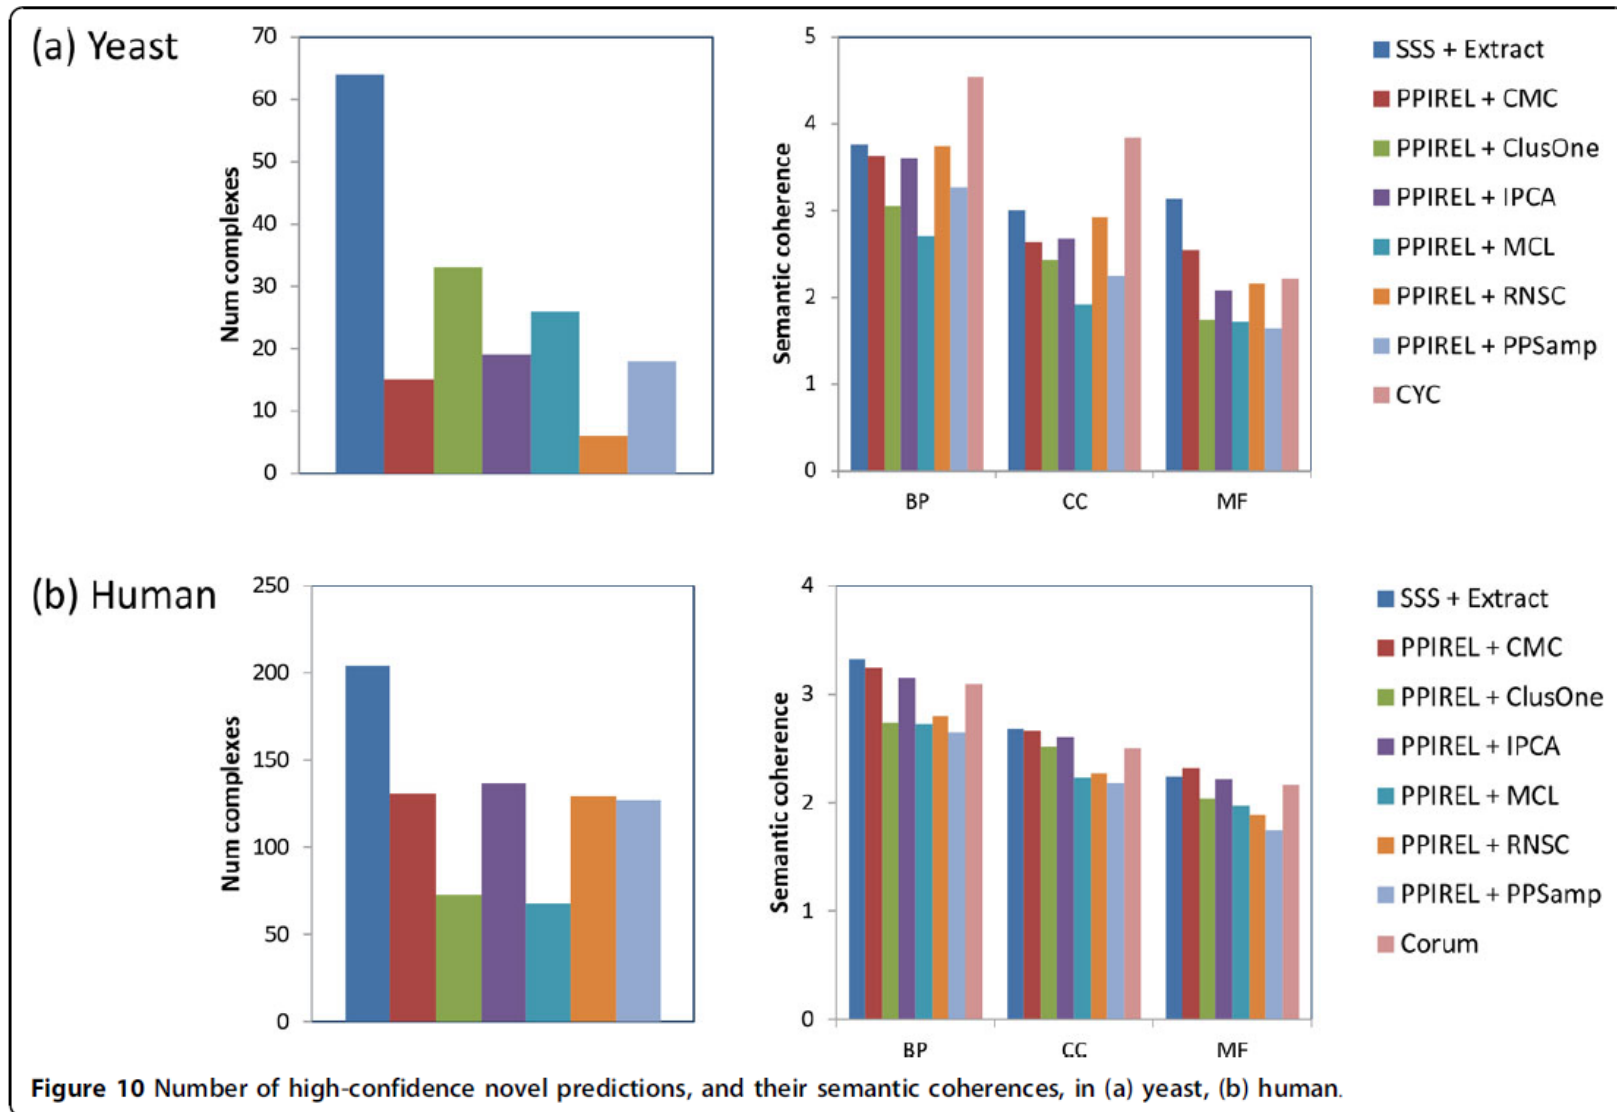 (a) Yeast
70
60
50
40
30
20
10
0
Num complexes
5
4
3
2
1
0
Semantic coherence
BP CC MF
SSS + Extract
PPIREL + CMC
PPIREL + ClusOne
PPIREL + IPCA
PPIREL + MCL
PPIREL + RNSC
PPIREL + PPSamp
CYC
(b) Human
250
200
150
100
50
0
Num complexes
4
3
2
1
0
Semantic coherence
BP CC MF
SSS + Extract
PPIREL + CMC
PPIREL + ClusOne
PPIREL + IPCA
PPIREL + MCL
PPIREL + RNSC
PPIREL + PPSamp
Corum
Figure 10 Number of high-confidence novel predictions, and their semantic coherences, in (a) yeast, (b) human.